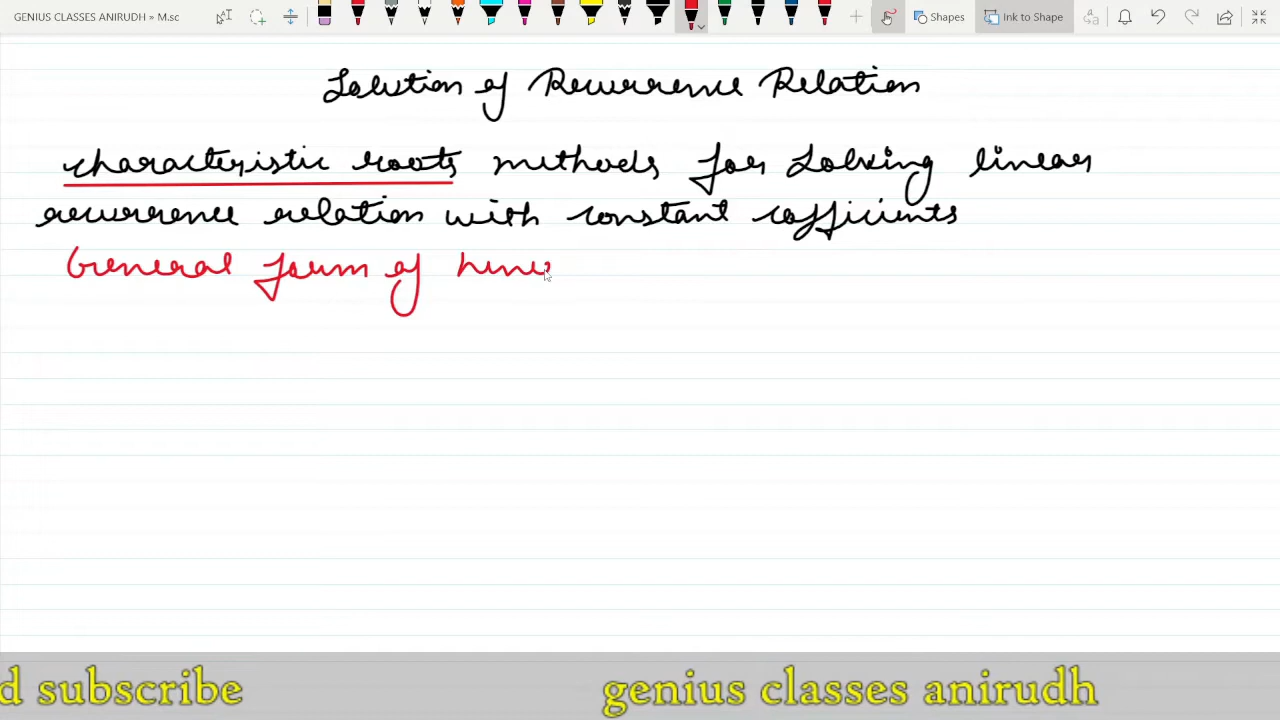 GENIUS CLASSES ANIRUDH » M.sc
Shapes
Ink to Shape
Solution of Recurrence Relation
characteristic roots methods for solving linear
recurrence relation with constant cofficients
General form of line
d subscribe
genius classes anirudh